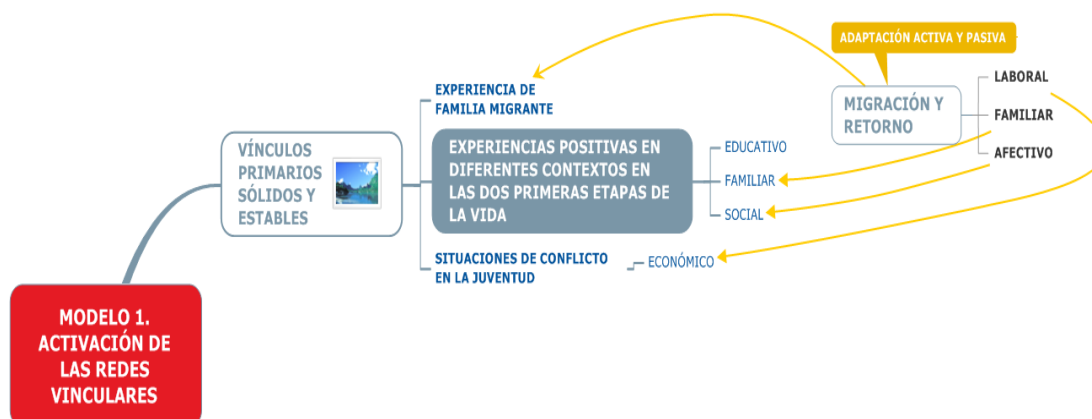 ADAPTACIÓN ACTIVA Y PASIVA
MIGRACIÓN Y
RETORNO
LABORAL
FAMILIAR
AFECTIVO
EXPERIENCIA DE
FAMILIA MIGRANTE
VÍNCULOS
PRIMARIOS
SÓLIDOS Y
ESTABLES
EXPERIENCIAS POSITIVAS EN
DIFERENTES CONTEXTOS EN
LAS DOS PRIMERAS ETAPAS DE
LA VIDA
EDUCATIVO
FAMILIAR
SOCIAL
SITUACIONES DE CONFLICTO
EN LA JUVENTUD
ECONÓMICO
MODELO 1.
ACTIVACIÓN DE
LAS REDES
VINCULARES